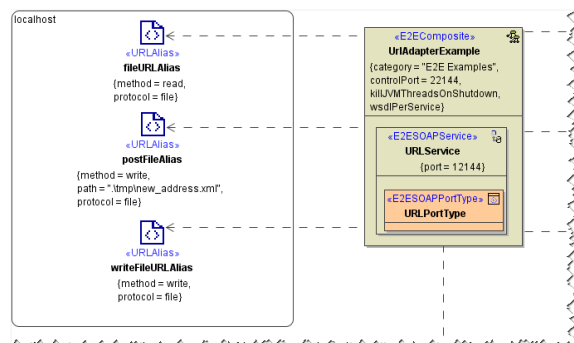 localhost
«URLAlias»
fileURLAlias
{method = read,
protocol = file}
«URLAlias»
postFileAlias
{method = write,
path = ".\tmp\new_address.xml",
protocol = file}
«URLAlias»
writeFileURLAlias
{method = write,
protocol = file}
«E2EComposite»
UrlAdapterExample
{category = "E2E Examples",
controlPort = 22144,
killJVMThreadsOnShutdown,
wsdlPerService}
«E2ESOAPService»
URLService
{port = 12144}
«E2ESOAPPortType»
URLPortType